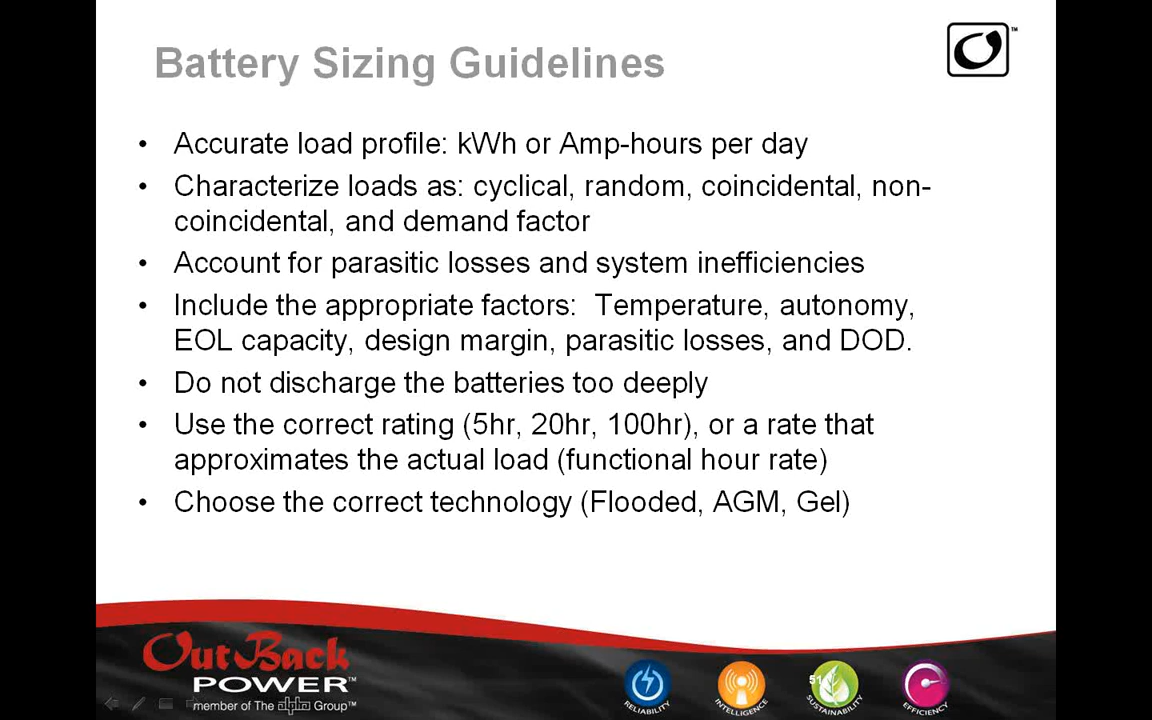 Battery Sizing Guidelines
TM
• Accurate load profile: kWh or Amp-hours per day
• Characterize loads as: cyclical, random, coincidental, non-
coincidental, and demand factor
• Account for parasitic losses and system inefficiencies
• Include the appropriate factors:  Temperature, autonomy,
EOL capacity, design margin, parasitic losses, and DOD.
• Do not discharge the batteries too deeply
• Use the correct rating (5hr, 20hr, 100hr), or a rate that
approximates the actual load (functional hour rate)
• Choose the correct technology (Flooded, AGM, Gel)
OutBack
POWER™
member of The alpha Group™
RELIABILITY
INTELLIGENCE
51
SUSTAINABILITY
EFFICIENCY